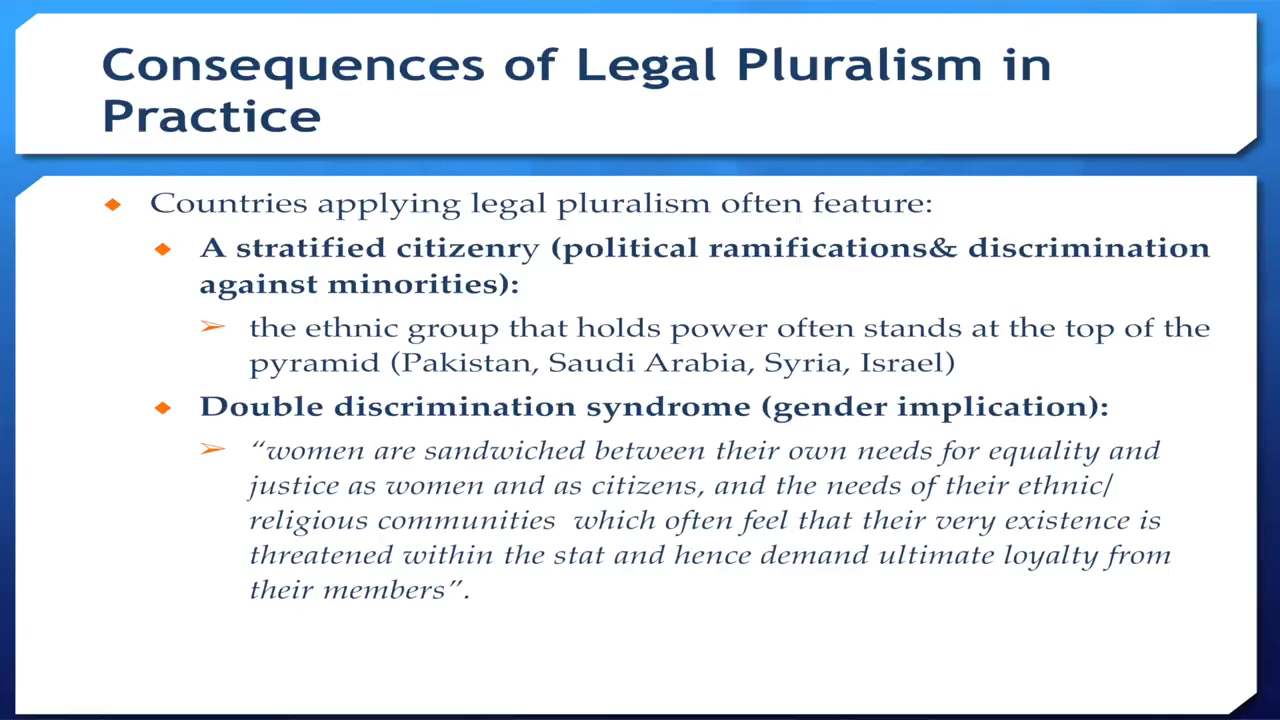 Consequences of Legal Pluralism in
Practice
Countries applying legal pluralism often feature:
A stratified citizenry (political ramifications& discrimination
against minorities):
the ethnic group that holds power often stands at the top of the
pyramid (Pakistan, Saudi Arabia, Syria, Israel)
Double discrimination syndrome (gender implication):
“women are sandwiched between their own needs for equality and
justice as women and as citizens, and the needs of their ethnic/
religious communities which often feel that their very existence is
threatened within the stat and hence demand ultimate loyalty from
their members”.